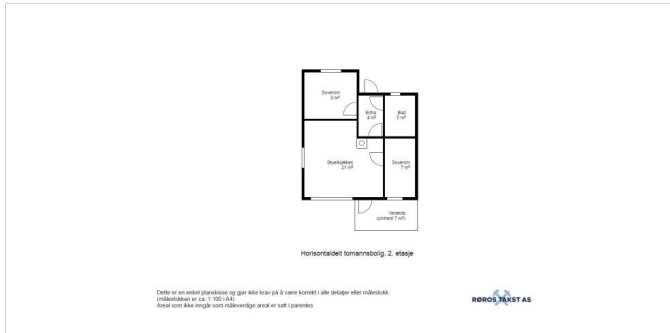 Soverom
9 m²
Entré
4 m²
Bad
5 m²
Stue/kjøkken
21 m²
Soverom
7 m²
Veranda
(omtrent 7 m²)
Horisontaldelt tomannsbolig, 2. etasje
Dette er en enkel planskisse og gjør ikke krav på å være korrekt i alle detaljer eller målestokk
(målestokken er ca. 1:100 i A4)
Areal som ikke inngår som måleverdige areal er satt i parentes
RØROS TAKST AS